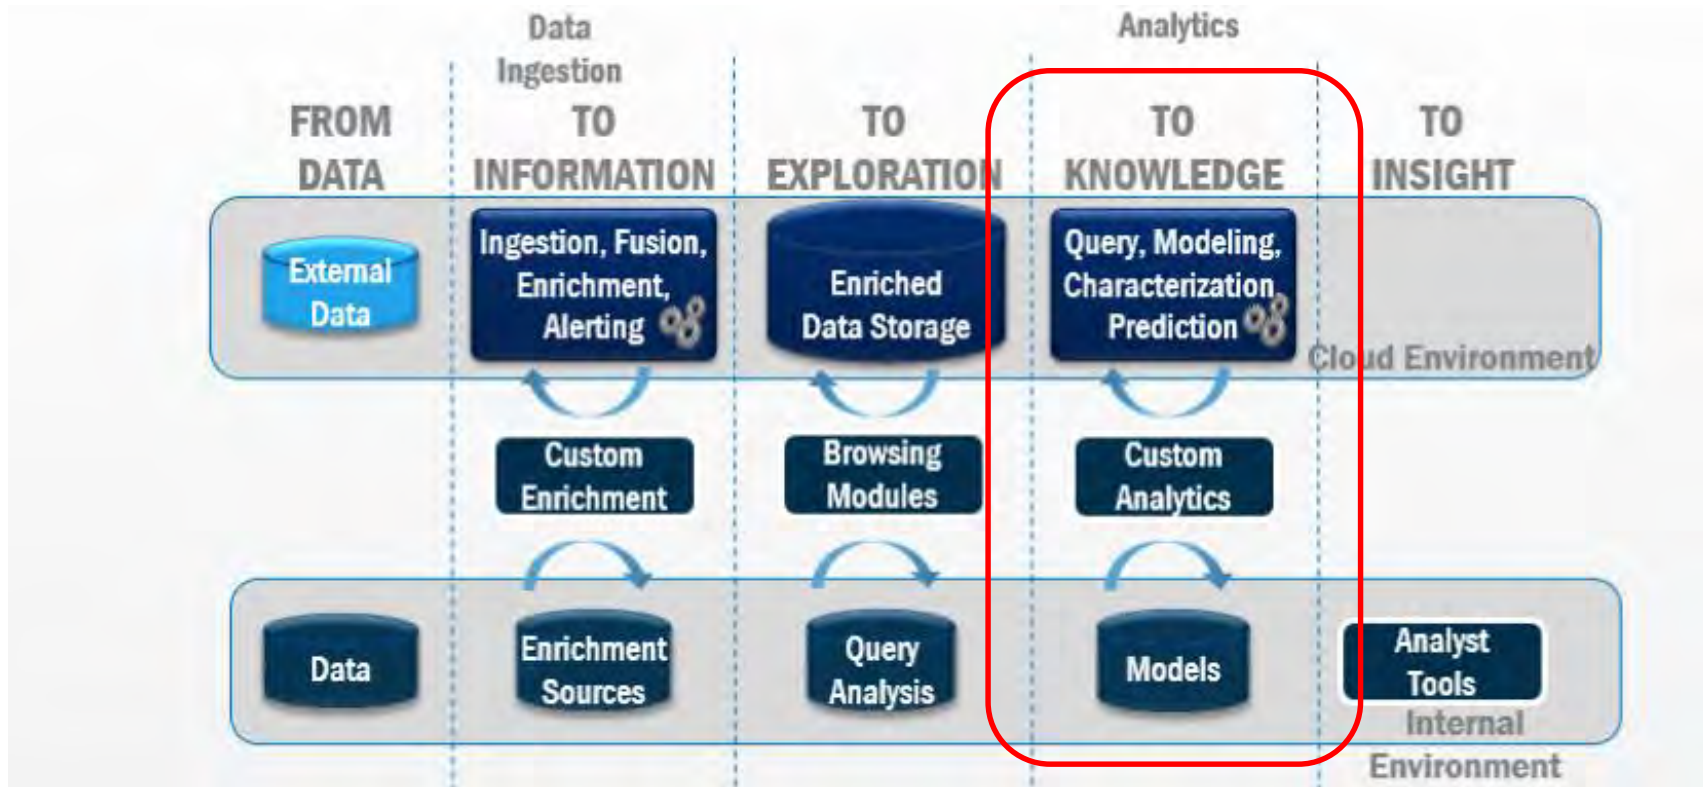 Data
Ingestion
Analytics
FROM
DATA
TO
INFORMATION
TO
EXPLORATION
TO
KNOWLEDGE
TO
INSIGHT
External
Data
Ingestion, Fusion,
Enrichment,
Alerting
Enriched
Data Storage
Query, Modeling,
Characterization,
Prediction
Cloud Environment
Custom
Enrichment
Browsing
Modules
Custom
Analytics
Data
Enrichment
Sources
Query
Analysis
Models
Analyst
Tools
Internal
Environment